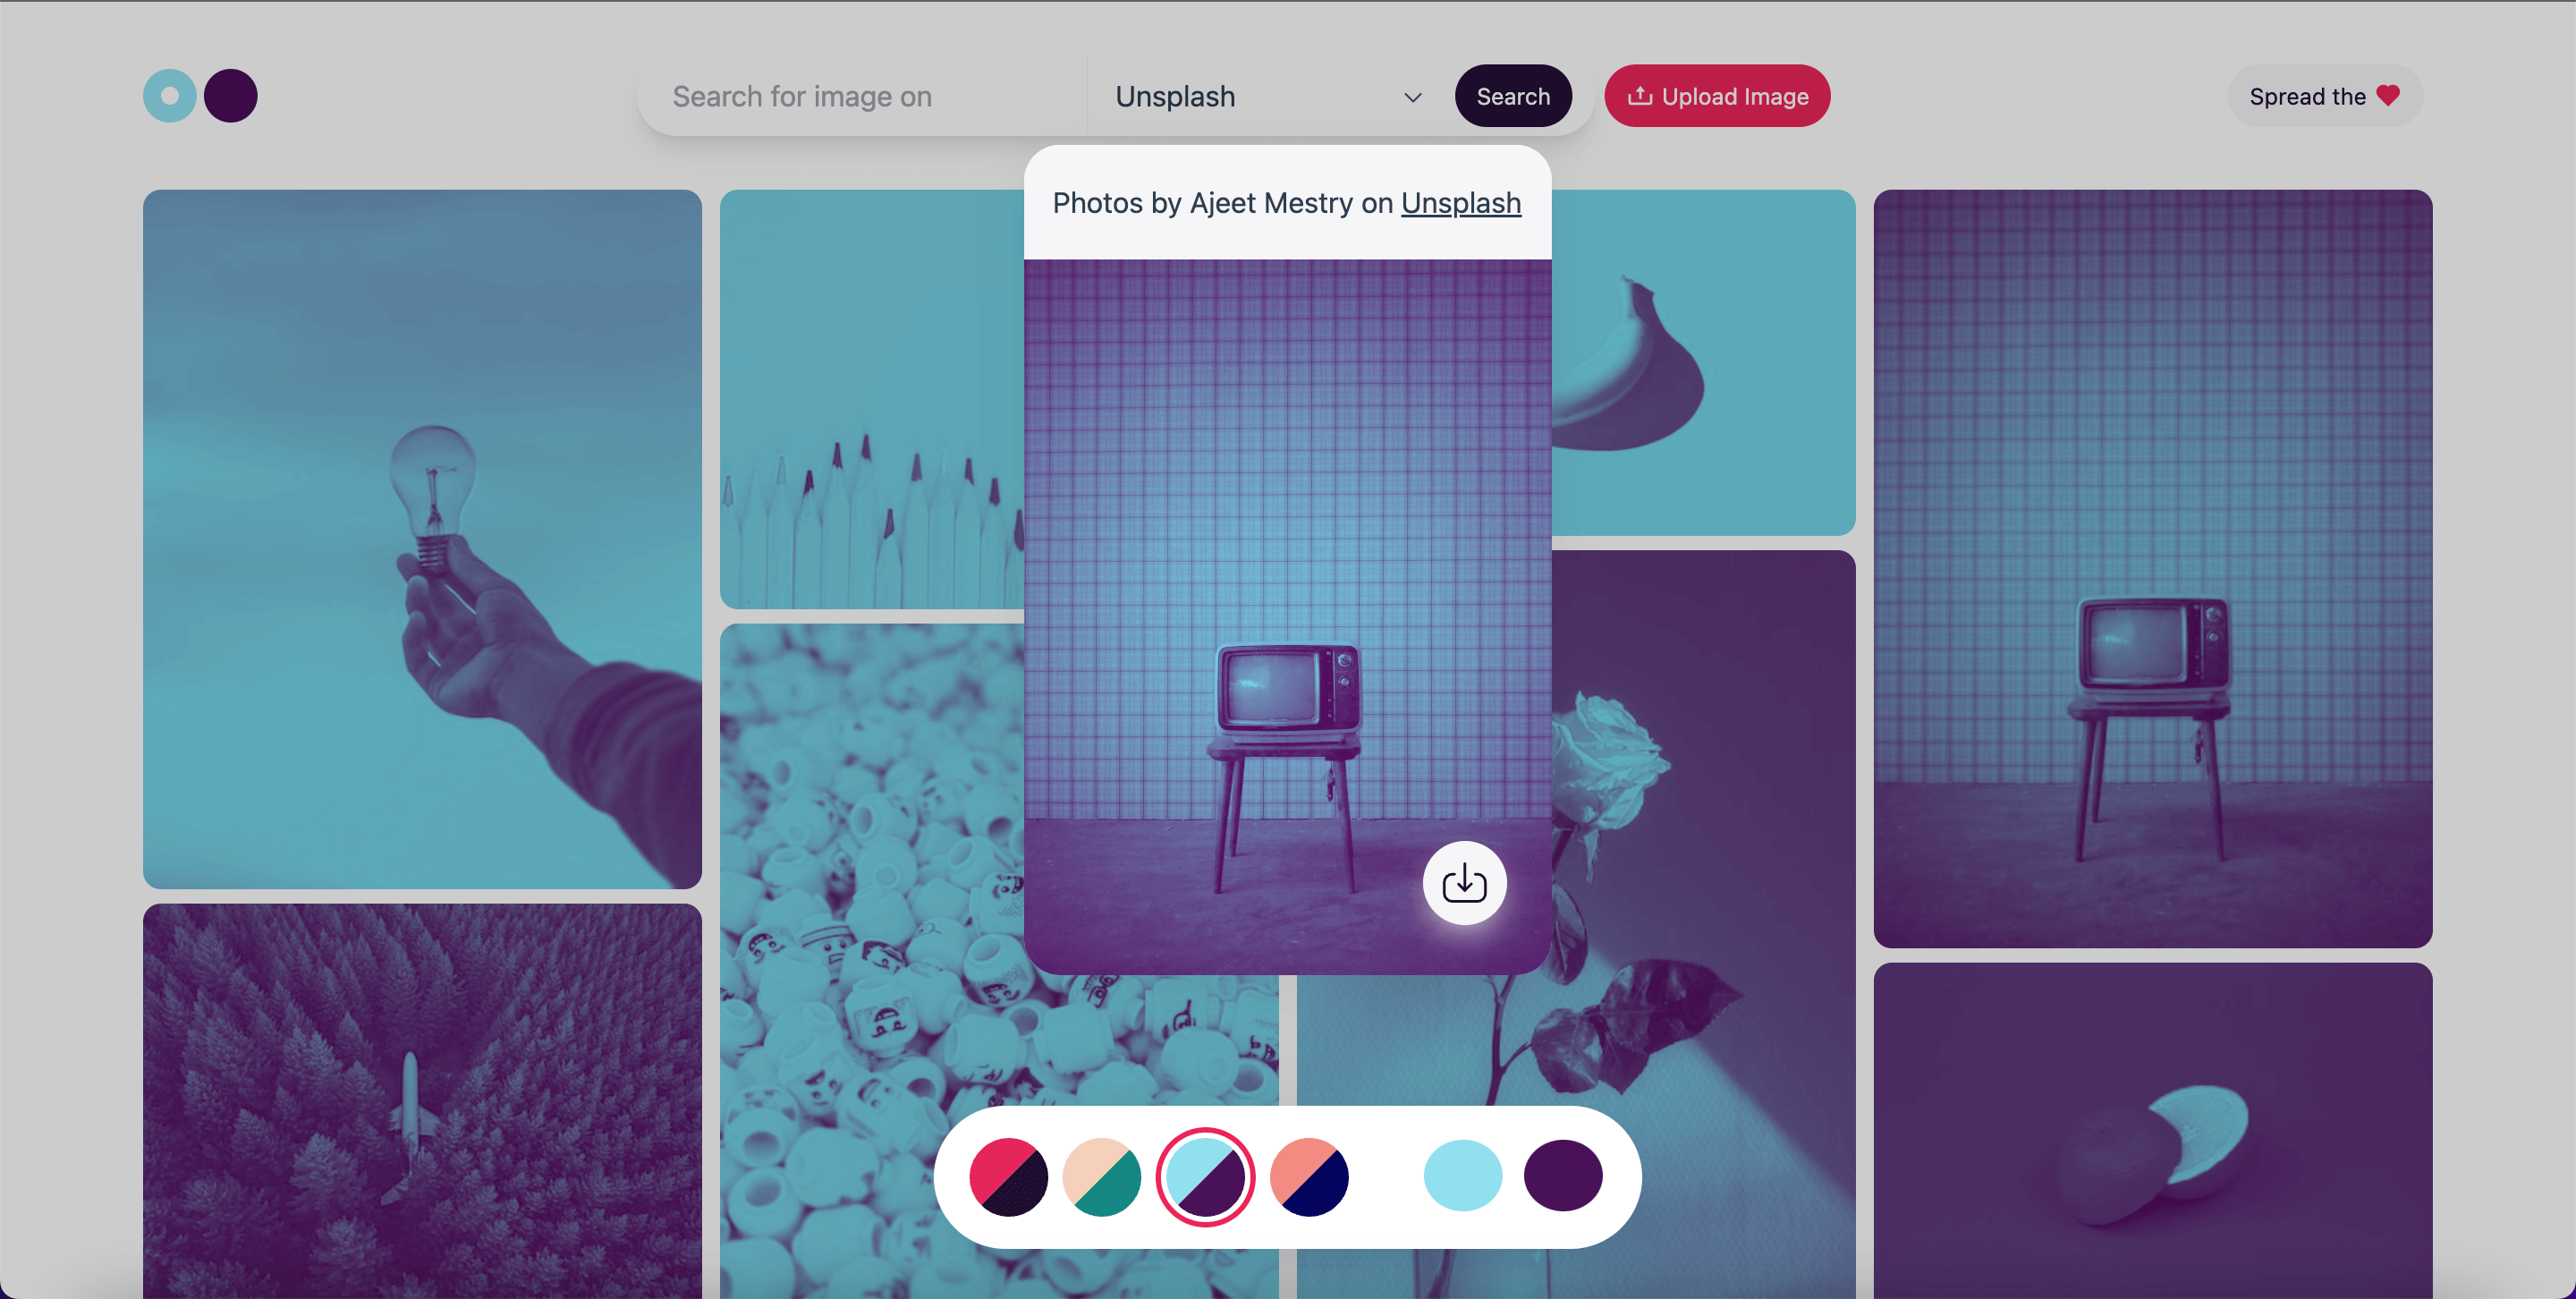 Search for image on
Unsplash
Search
Upload Image
Spread the
Photos by Ajeet Mestry on Unsplash